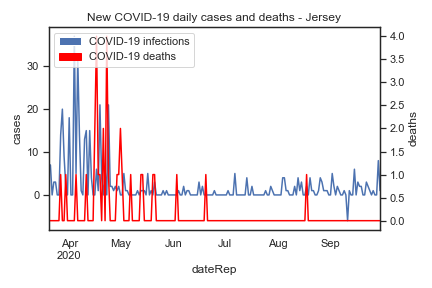 New COVID-19 daily cases and deaths - Jersey
COVID-19 infections
COVID-19 deaths
cases
30
20
10
0
deaths
4.0
3.5
3.0
2.5
2.0
1.5
1.0
0.5
0.0
Apr May Jun Jul Aug Sep
2020
dateRep